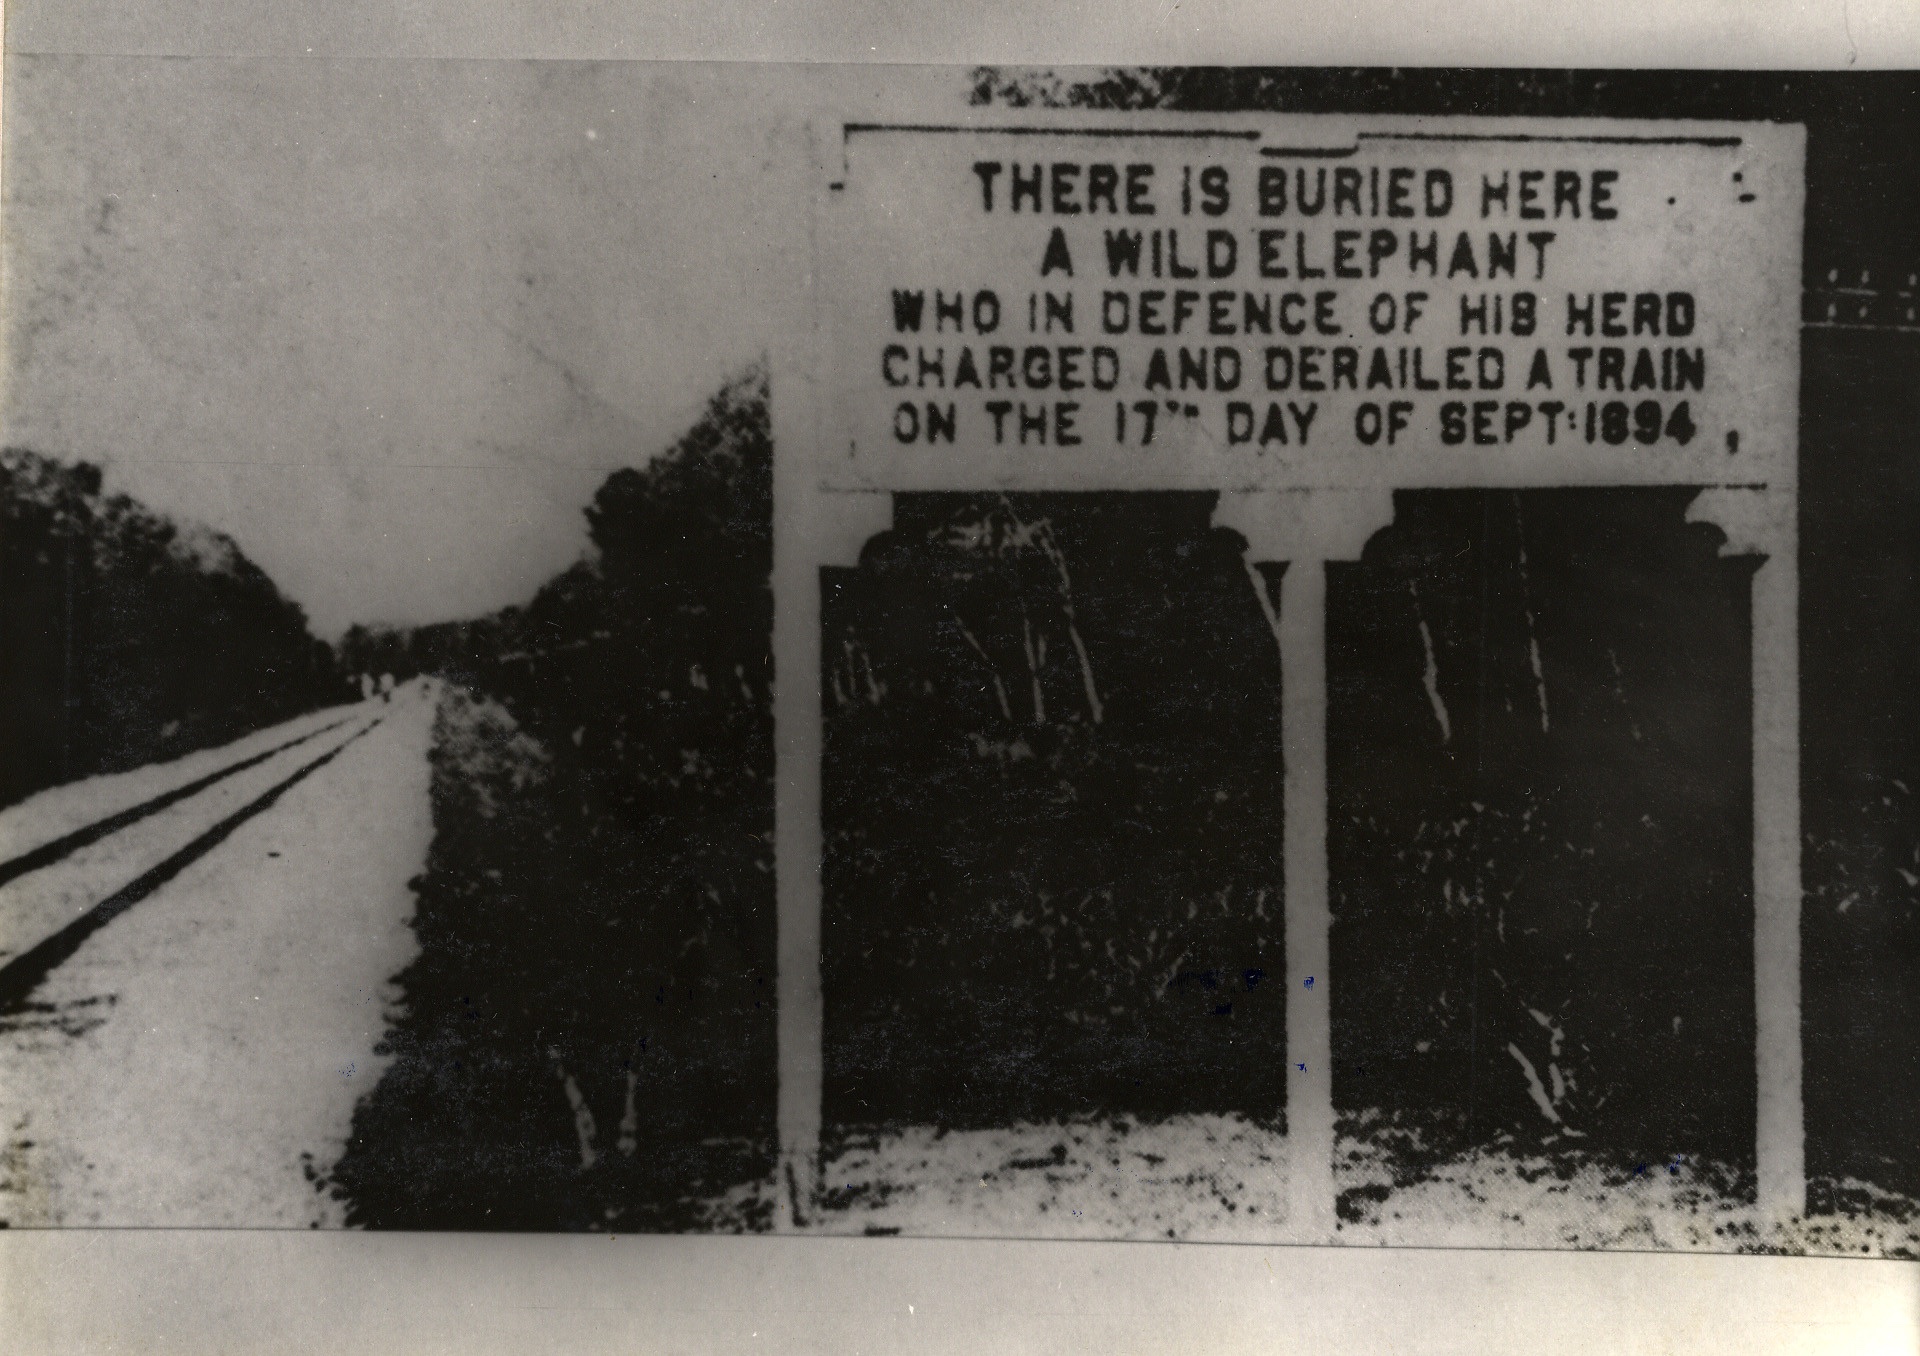 THERE IS BURIED HERE
A WILD ELEPHANT
WHO IN DEFENCE OF HIS HERD
CHARGED AND DERAILED A TRAIN
ON THE 17TH DAY OF SEPT: 1894